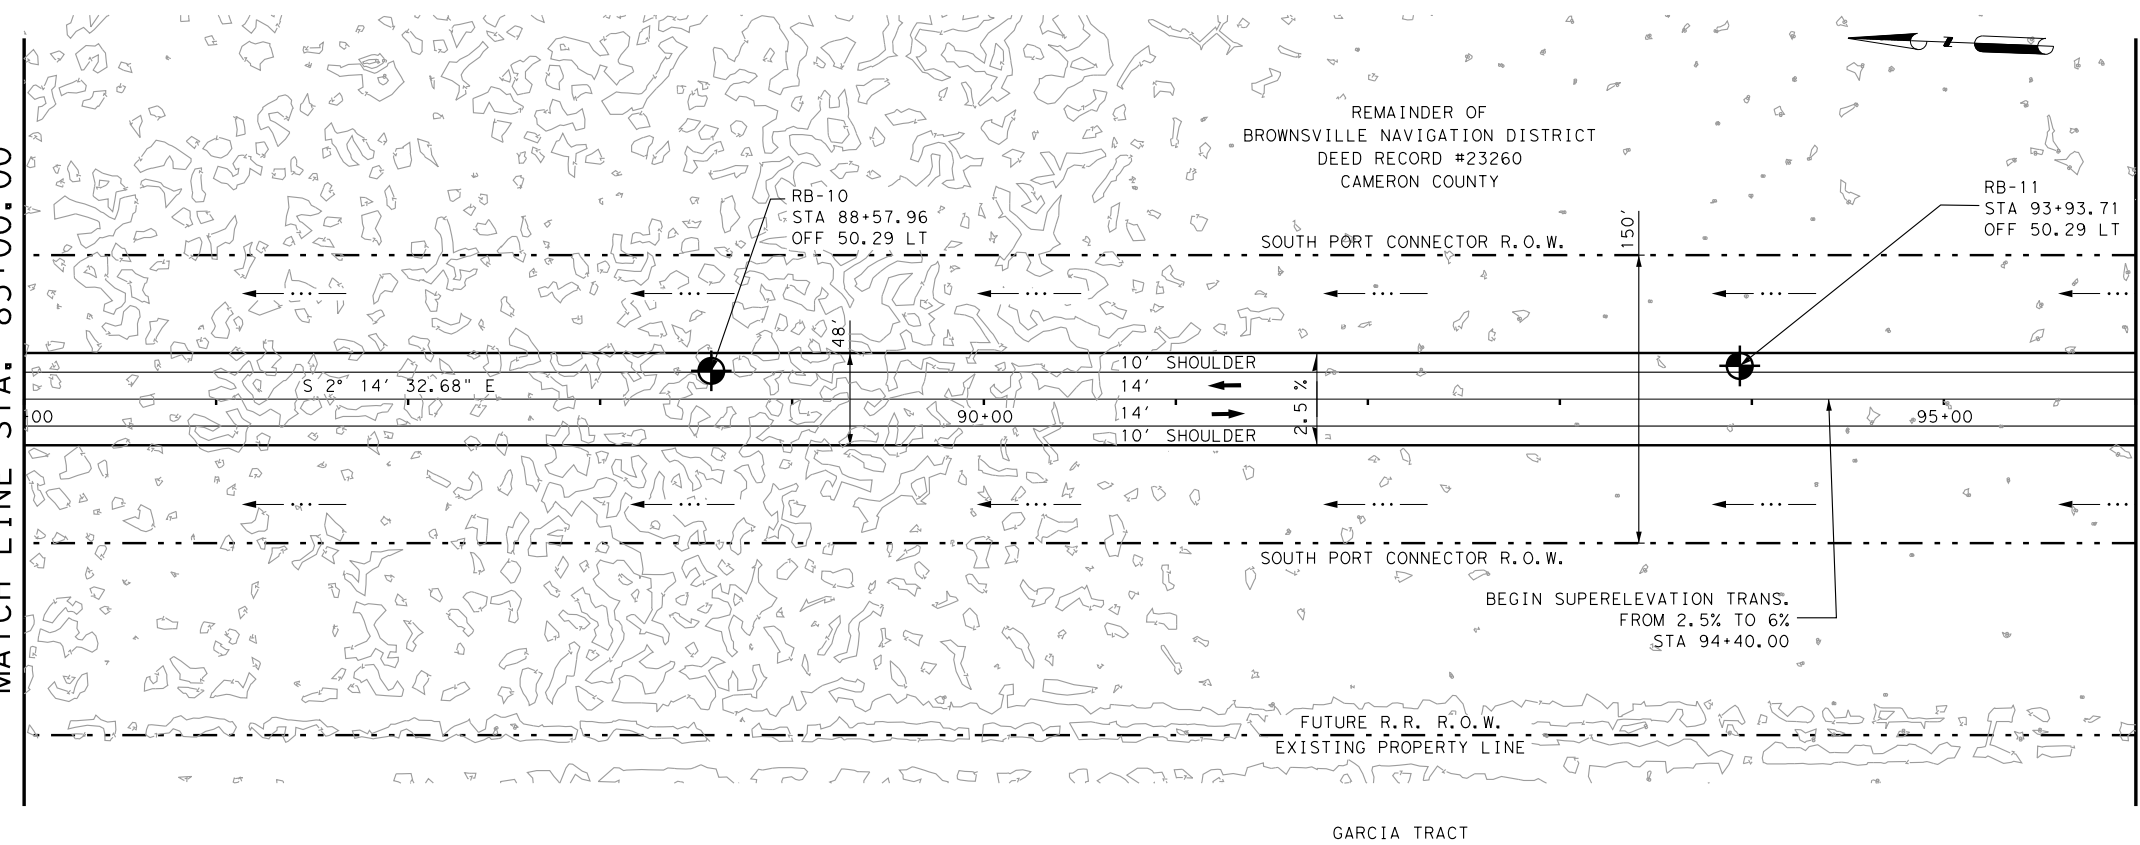 REMAINDER OF
BROWNSVILLE NAVIGATION DISTRICT
DEED RECORD #23260
CAMERON COUNTY
N
RB-10
STA 88+57.96
OFF 50.29 LT
RB-11
STA 93+93.71
OFF 50.29 LT
SOUTH PORT CONNECTOR R.O.W.
150'
48'
10' SHOULDER
14'
14'
10' SHOULDER
2.5 %
S 2° 14' 32.68" E
+00
90+00
95+00
SOUTH PORT CONNECTOR R.O.W.
BEGIN SUPERELEVATION TRANS.
FROM 2.5% TO 6%
STA 94+40.00
FUTURE R.R. R.O.W.
EXISTING PROPERTY LINE
GARCIA TRACT
MATCH LINE STA.